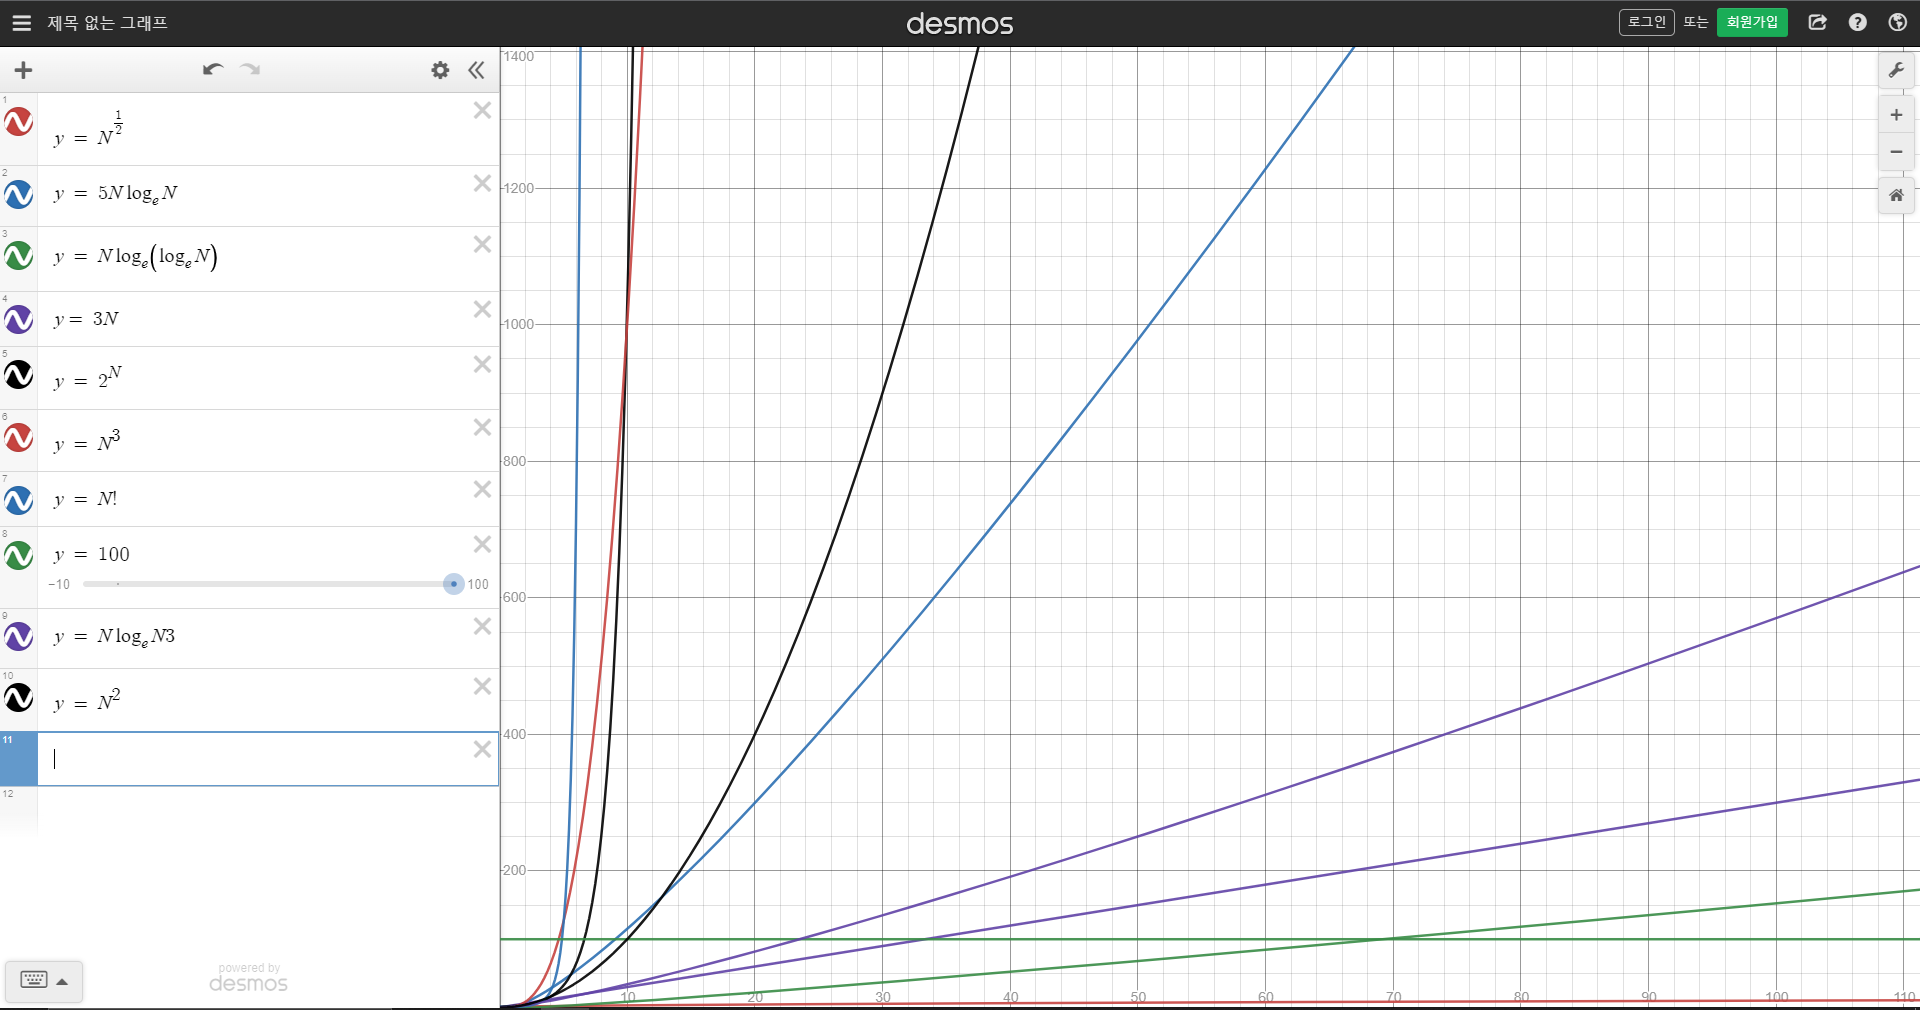 제목 없는 그래프
desmos
로그인 또는 회원가입
1
y = N^{\frac{1}{2}}
2
y = 5N log_e N
3
y = N log_e(log_e N)
4
y = 3N
5
y = 2^N
6
y = N^3
7
y = N!
8
y = 100
−10 100
9
y = N log_e N3
10
y = N^2
11
12
powered by
desmos
1400
1200
1000
800
600
400
200
10 20 30 40 50 60 70 80 90 100 110